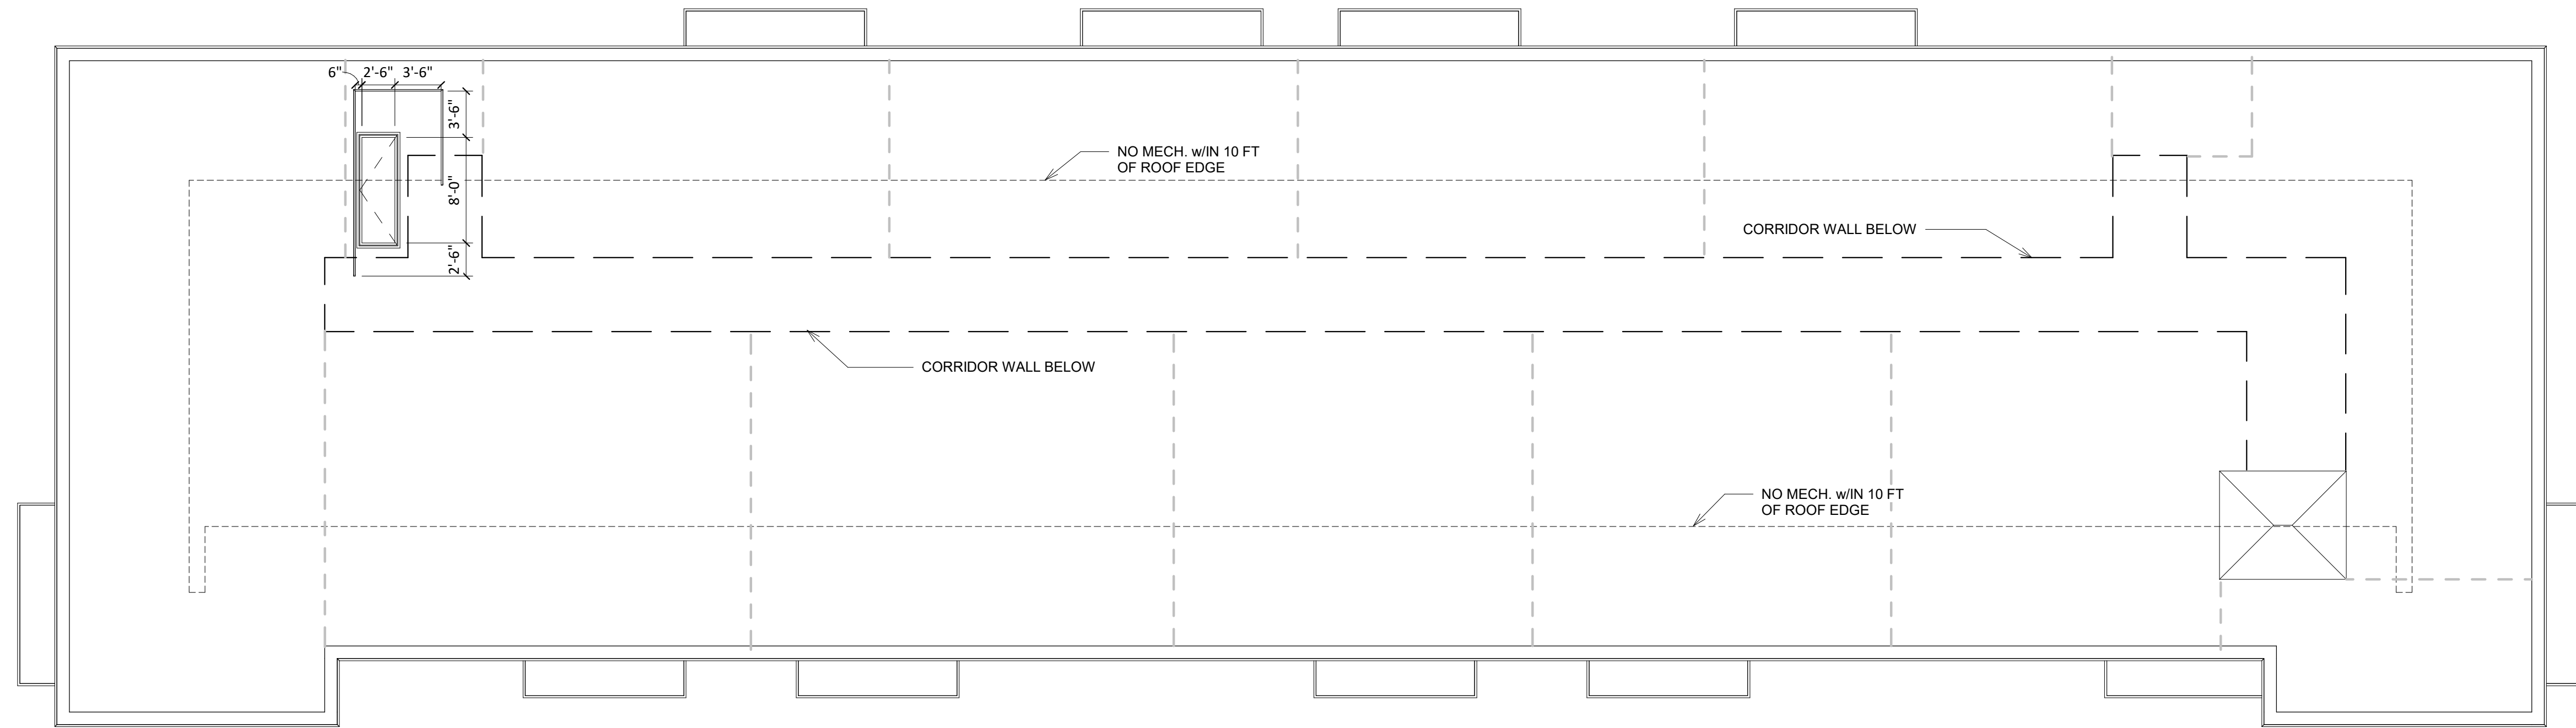 6" 2'-6" 3'-6"
3'-6"
8'-0"
2'-6"
NO MECH. w/IN 10 FT
OF ROOF EDGE
CORRIDOR WALL BELOW
CORRIDOR WALL BELOW
NO MECH. w/IN 10 FT
OF ROOF EDGE